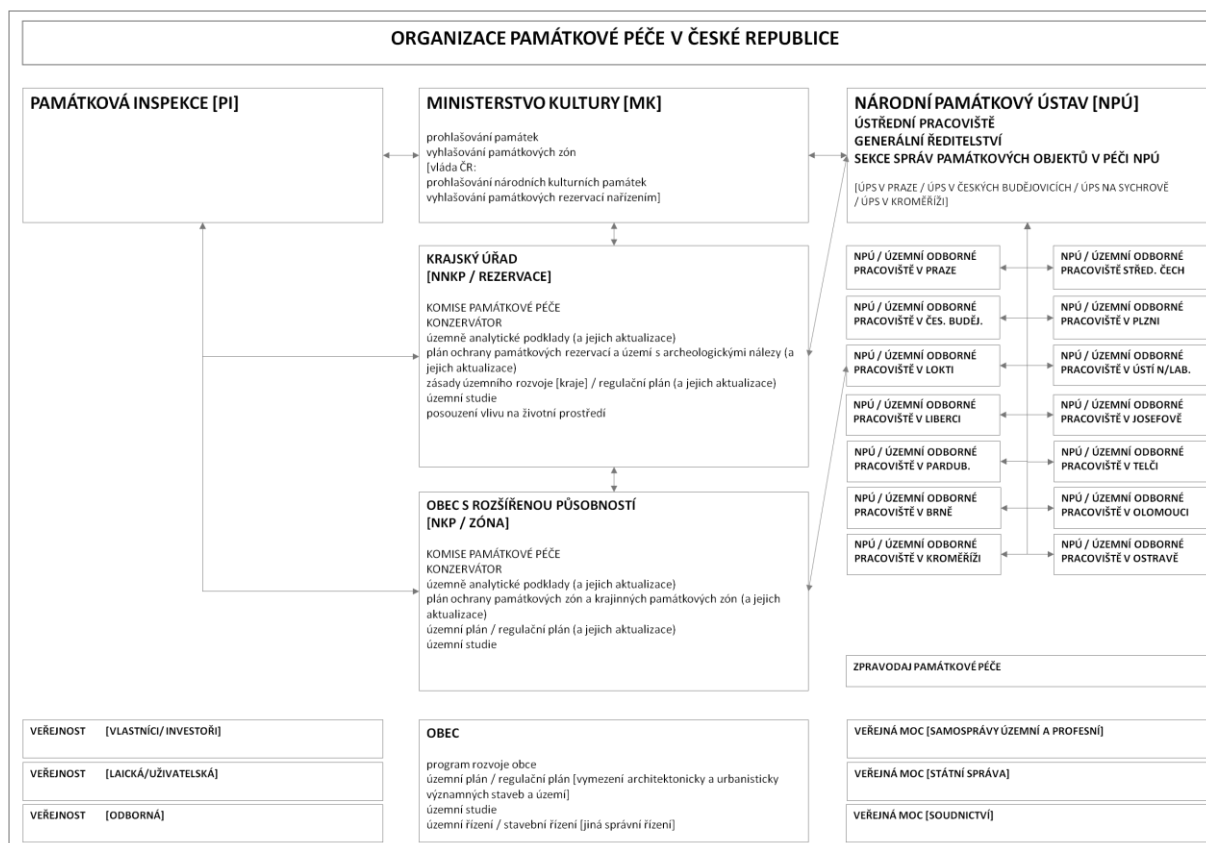 ORGANIZACE PAMÁTKOVÉ PÉČE V ČESKÉ REPUBLICE
PAMÁTKOVÁ INSPEKCE [PI]
MINISTERSTVO KULTURY [MK]
prohlašování památek
vyhlašování památkových zón
[vláda ČR:
prohlašování národních kulturních památek
vyhlašování památkových rezervací nařízením]
NÁRODNÍ PAMÁTKOVÝ ÚSTAV [NPÚ]
ÚSTŘEDNÍ PRACOVIŠTĚ
GENERÁLNÍ ŘEDITELSTVÍ
SEKCE SPRÁV PAMÁTKOVÝCH OBJEKTŮ V PÉČI NPÚ
[ÚPS V PRAZE / ÚPS V ČESKÝCH BUDĚJOVICÍCH / ÚPS NA SYCHROVĚ
/ ÚPS V KROMĚŘÍŽI]
KRAJSKÝ ÚŘAD
[NNKP / REZERVACE]
KOMISE PAMÁTKOVÉ PÉČE
KONZERVÁTOR
územně analytické podklady (a jejich aktualizace)
plán ochrany památkových rezervací a území s archeologickými nálezy (a
jejich aktualizace)
zásady územního rozvoje [kraje] / regulační plán (a jejich aktualizace)
územní studie
posouzení vlivu na životní prostředí
OBEC S ROZŠÍŘENOU PŮSOBNOSTÍ
[NKP / ZÓNA]
KOMISE PAMÁTKOVÉ PÉČE
KONZERVÁTOR
územně analytické podklady (a jejich aktualizace)
plán ochrany památkových zón a krajinných památkových zón (a jejich
aktualizace)
územní plán / regulační plán (a jejich aktualizace)
územní studie
NPÚ / ÚZEMNÍ ODBORNÉ
PRACOVIŠTĚ V PRAZE
NPÚ / ÚZEMNÍ ODBORNÉ
PRACOVIŠTĚ STŘED. ČECH
NPÚ / ÚZEMNÍ ODBORNÉ
PRACOVIŠTĚ V ČES. BUDĚJ.
NPÚ / ÚZEMNÍ ODBORNÉ
PRACOVIŠTĚ V PLZNI
NPÚ / ÚZEMNÍ ODBORNÉ
PRACOVIŠTĚ V LOKTI
NPÚ / ÚZEMNÍ ODBORNÉ
PRACOVIŠTĚ V ÚSTÍ N/LAB.
NPÚ / ÚZEMNÍ ODBORNÉ
PRACOVIŠTĚ V LIBERCI
NPÚ / ÚZEMNÍ ODBORNÉ
PRACOVIŠTĚ V JOSEFOVĚ
NPÚ / ÚZEMNÍ ODBORNÉ
PRACOVIŠTĚ V PARDUB.
NPÚ / ÚZEMNÍ ODBORNÉ
PRACOVIŠTĚ V TELČI
NPÚ / ÚZEMNÍ ODBORNÉ
PRACOVIŠTĚ V BRNĚ
NPÚ / ÚZEMNÍ ODBORNÉ
PRACOVIŠTĚ V OLOMOUCI
NPÚ / ÚZEMNÍ ODBORNÉ
PRACOVIŠTĚ V KROMĚŘÍŽI
NPÚ / ÚZEMNÍ ODBORNÉ
PRACOVIŠTĚ V OSTRAVĚ
ZPRAVODAJ PAMÁTKOVÉ PÉČE
VEŘEJNOST [VLASTNÍCI/INVESTOŘI]
VEŘEJNOST [LAICKÁ/UŽIVATELSKÁ]
VEŘEJNOST [ODBORNÁ]
OBEC
program rozvoje obce
územní plán / regulační plán [vymezení architektonicky a urbanisticky
významných staveb a území]
územní studie
územní řízení / stavební řízení [jiná správní řízení]
VEŘEJNÁ MOC [SAMOSPRÁVY ÚZEMNÍ A PROFESNÍ]
VEŘEJNÁ MOC [STÁTNÍ SPRÁVA]
VEŘEJNÁ MOC [SOUDNICTVÍ]